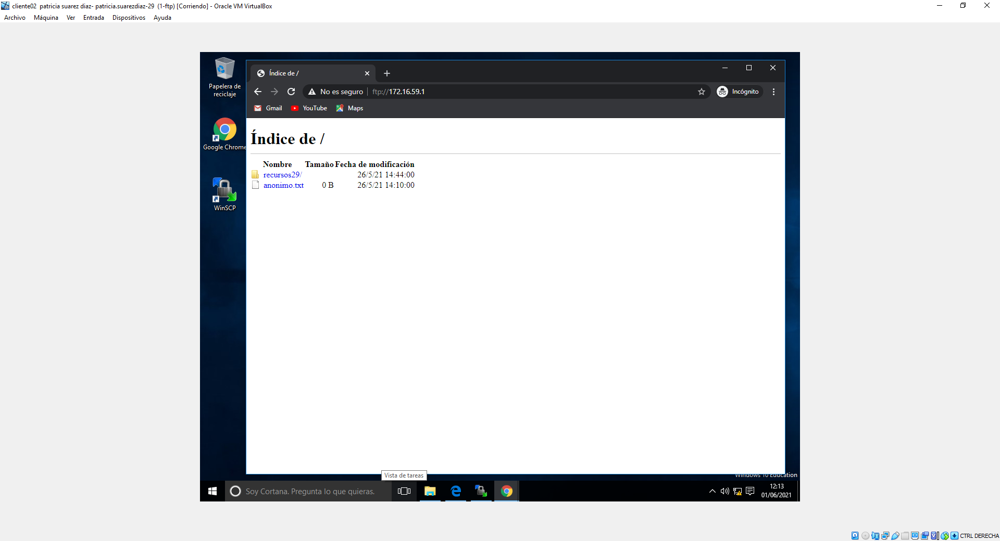 cliente02 patricia suarez diaz- patricia.suarezdiaz-29 (1-ftp) [Corriendo] - Oracle VM VirtualBox
Archivo Máquina Ver Entrada Dispositivos Ayuda
Papelera de
reciclaje
Google Chrome
WinSCP
Índice de /
No es seguro ftp://172.16.59.1
Incógnito
Gmail YouTube Maps
Índice de /
Nombre Tamaño Fecha de modificación
recursos29/ 26/5/21 14:44:00
anonimo.txt 0 B 26/5/21 14:10:00
Vista de tareas
Windows 10 Education
Soy Cortana. Pregunta lo que quieras.
12:13
01/06/2021
CTRL DERECHA